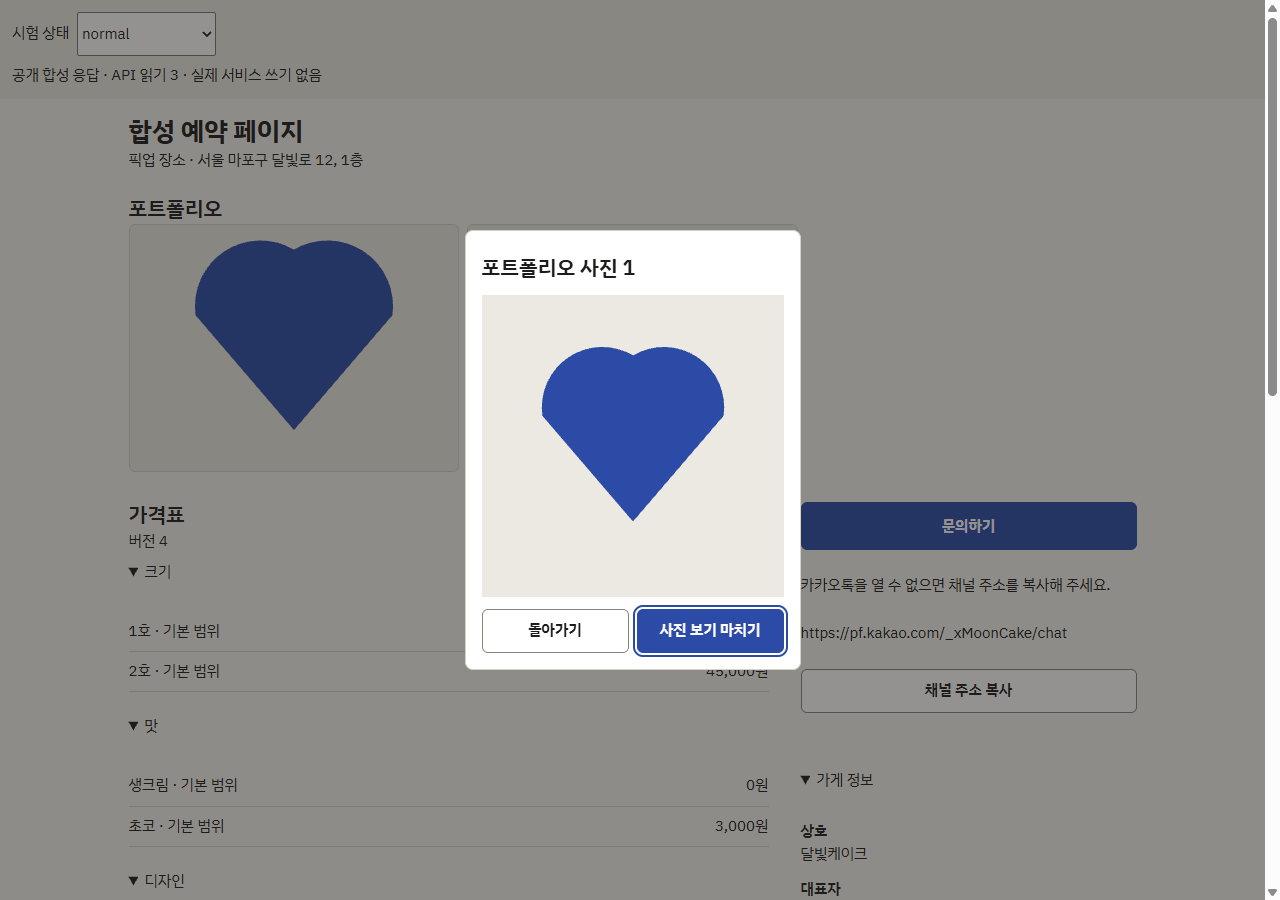 시험 상태 normal
공개 합성 응답 · API 읽기 3 · 실제 서비스 쓰기 없음
합성 예약 페이지
픽업 장소 · 서울 마포구 달빛로 12, 1층
포트폴리오
포트폴리오 사진 1
돌아가기 사진 보기 마치기
가격표
버전 4
▼ 크기
1호 · 기본 범위
2호 · 기본 범위 45,000원
▼ 맛
생크림 · 기본 범위 0원
초코 · 기본 범위 3,000원
▼ 디자인
문의하기
카카오톡을 열 수 없으면 채널 주소를 복사해 주세요.
https://pf.kakao.com/_xMoonCake/chat
채널 주소 복사
▼ 가게 정보
상호
달빛케이크
대표자